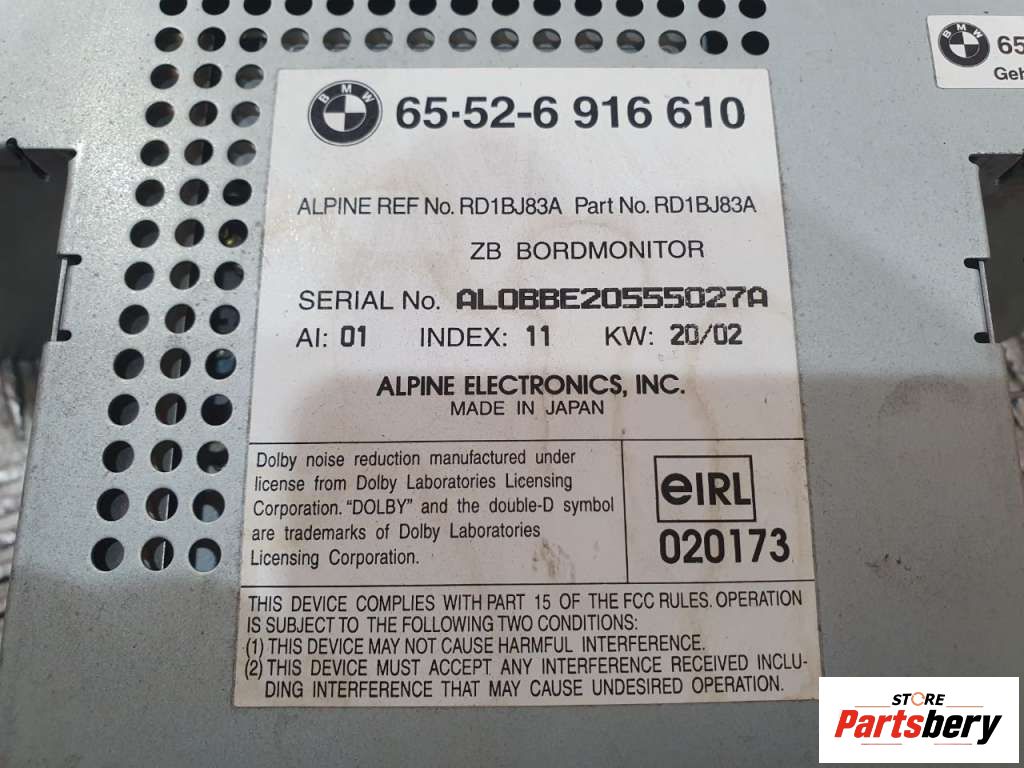 BMW 65·52-6 916 610
ALPINE REF No. RD1BJ83A Part No. RD1BJ83A
ZB BORDMONITOR
SERIAL No. AL0BBE20555027A
AI: 01 INDEX: 11 KW: 20/02
ALPINE ELECTRONICS, INC.
MADE IN JAPAN
Dolby noise reduction manufactured under
license from Dolby Laboratories Licensing
Corporation. "DOLBY" and the double-D symbol
are trademarks of Dolby Laboratories
Licensing Corporation.
eIRL
020173
THIS DEVICE COMPLIES WITH PART 15 OF THE FCC RULES. OPERATION
IS SUBJECT TO THE FOLLOWING TWO CONDITIONS:
(1) THIS DEVICE MAY NOT CAUSE HARMFUL INTERFERENCE.
(2) THIS DEVICE MUST ACCEPT ANY INTERFERENCE RECEIVED INCLU-
DING INTERFERENCE THAT MAY CAUSE UNDESIRED OPERATION.
BMW 65
Geh
STORE
Partsbery